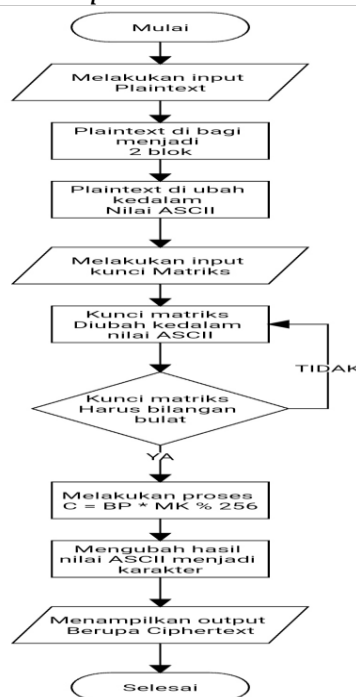 Mulai
Melakukan input
Plaintext
Plaintext di bagi
menjadi
2 blok
Plaintext di ubah
kedalam
Nilai ASCII
Melakukan input
kunci Matriks
Kunci matriks
Diubah kedalam
nilai ASCII
TIDAK
Kunci matriks
Harus bilangan
bulat
YA
Melakukan proses
C = BP * MK % 256
Mengubah hasil
nilai ASCII menjadi
karakter
Menampilkan output
Berupa Ciphertext
Selesai